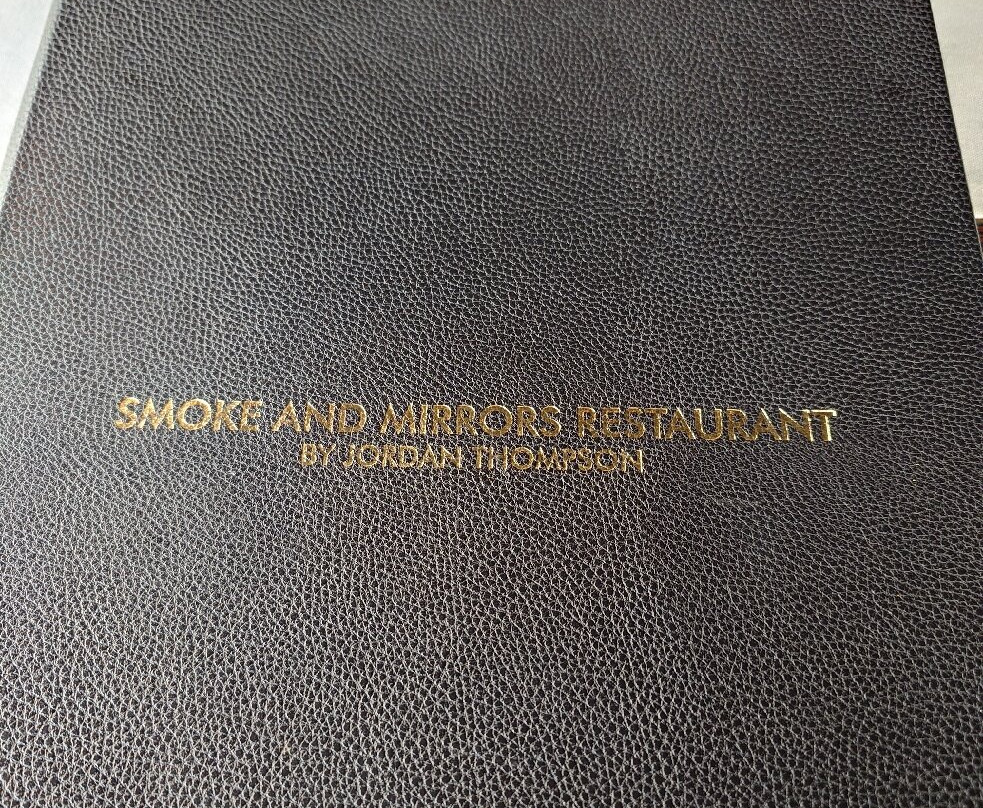 SMOKE AND MIRRORS RESTAURANT
BY JORDAN THOMPSON